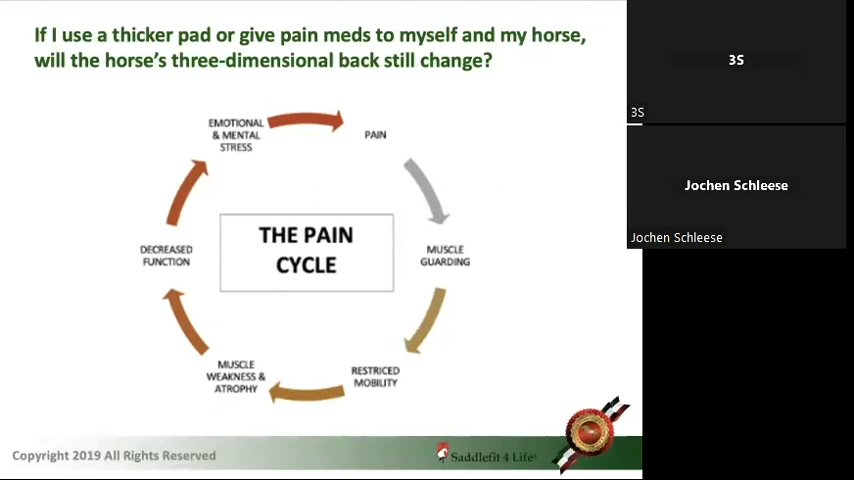 If I use a thicker pad or give pain meds to myself and my horse,
will the horse's three-dimensional back still change?
EMOTIONAL
& MENTAL
STRESS
PAIN
MUSCLE
GUARDING
RESTRICED
MOBILITY
MUSCLE
WEAKNESS &
ATROPHY
DECREASED
FUNCTION
THE PAIN
CYCLE
Copyright 2019 All Rights Reserved
Saddlefit 4 Life
3S
3S
Jochen Schleese
Jochen Schleese